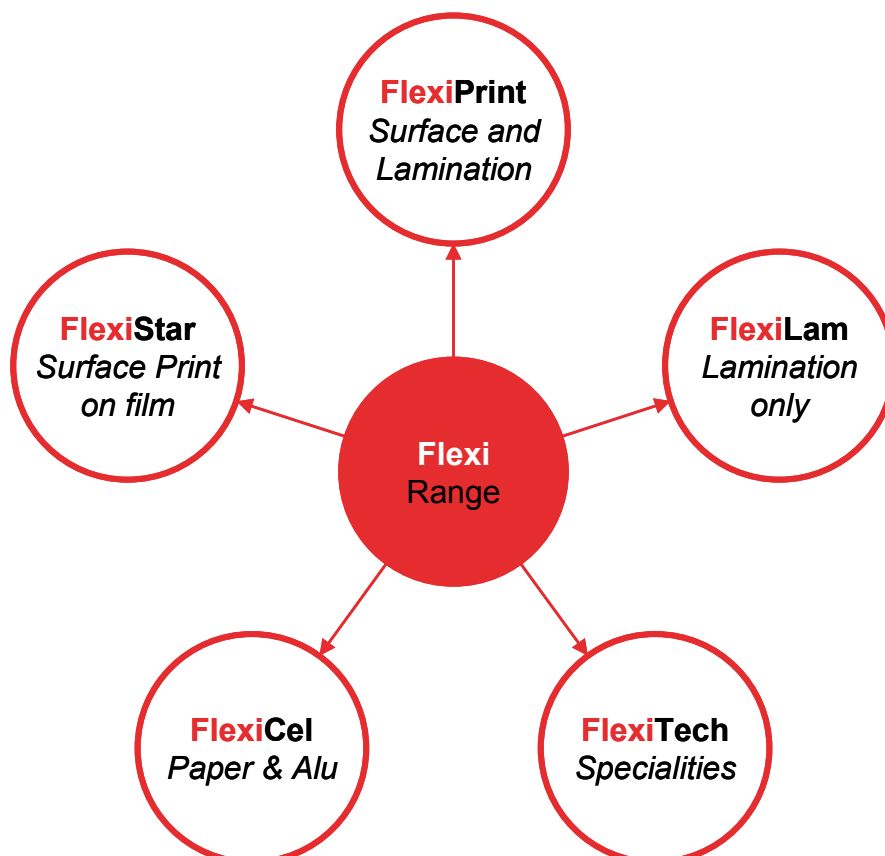 FlexiPrint
Surface and
Lamination
FlexiStar
Surface Print
on film
FlexiLam
Lamination
only
Flexi
Range
FlexiCel
Paper & Alu
FlexiTech
Specialities